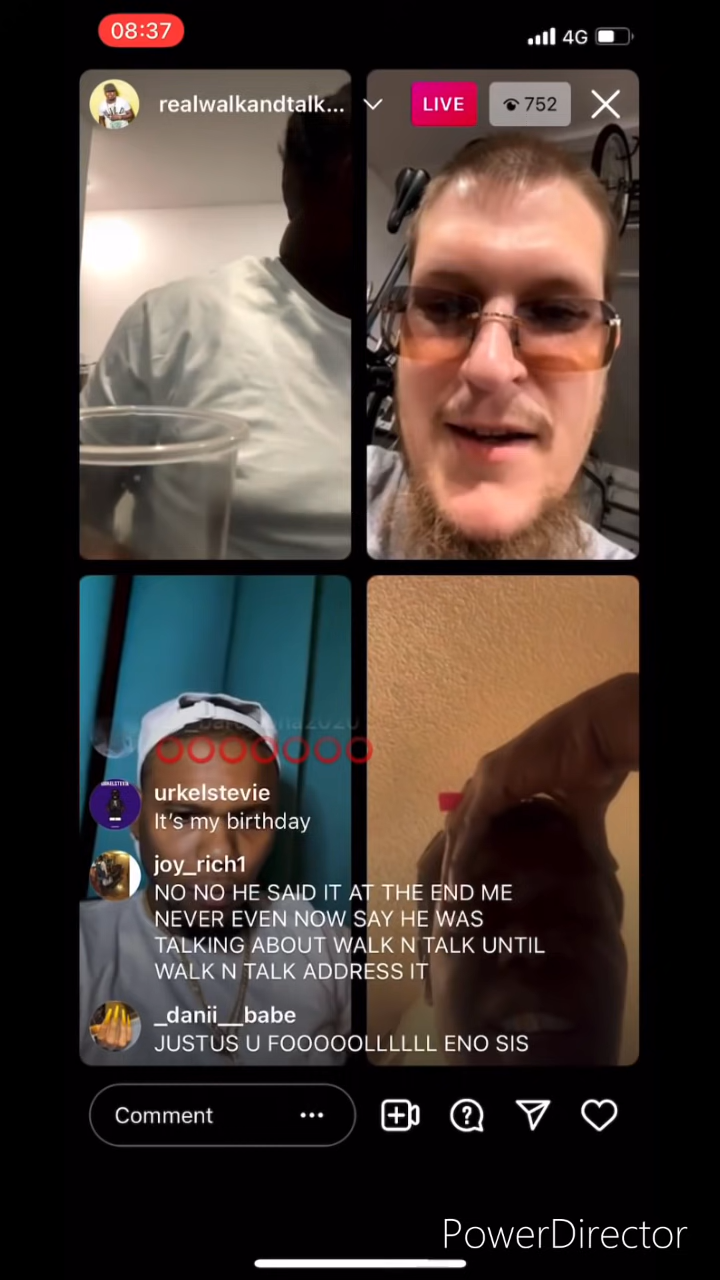 08:37
4G
realwalkandtalk...
LIVE
752
urkelstevie
It's my birthday
joy_rich1
NO NO HE SAID IT AT THE END ME
NEVER EVEN NOW SAY HE WAS
TALKING ABOUT WALK N TALK UNTIL
WALK N TALK ADDRESS IT
_danii__babe
JUSTUS U FOOOOOLLLLLL ENO SIS
Comment
PowerDirector